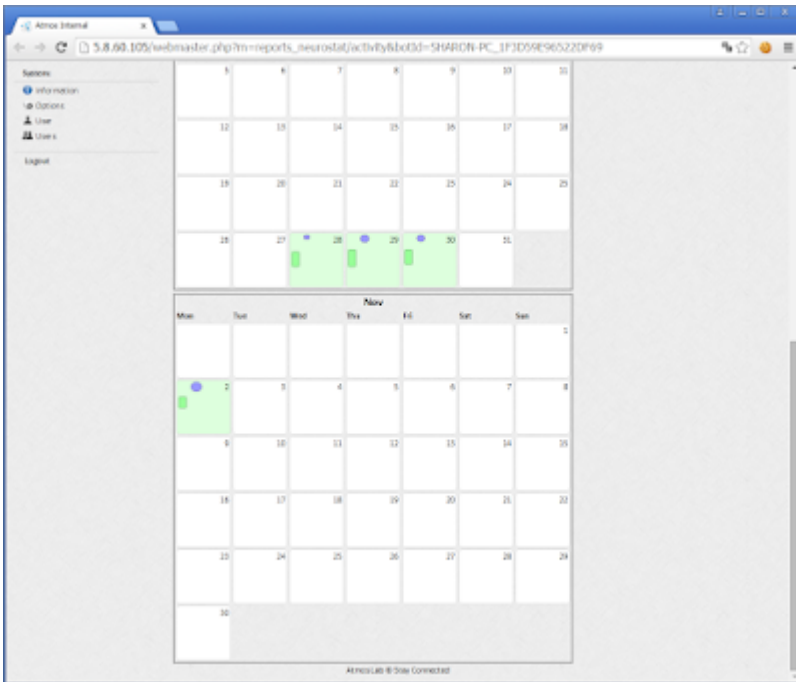 Atmos Internal
5.8.60.105/webmaster.php?m=reports_neurostat/activity&botId=SHARON-PC_1F3D59E96522DF69
System
Information
Options
User
Users
Logout
5 6 7 8 9 10 11
12 13 14 15 16 17 18
19 20 21 22 23 24 25
26 27 28 29 30 31
Nov
Mon Tue Wed Thu Fri Sat Sun
1
2 3 4 5 6 7 8
9 10 11 12 13 14 15
16 17 18 19 20 21 22
23 24 25 26 27 28 29
30
Atmos Lab © Stay Connected